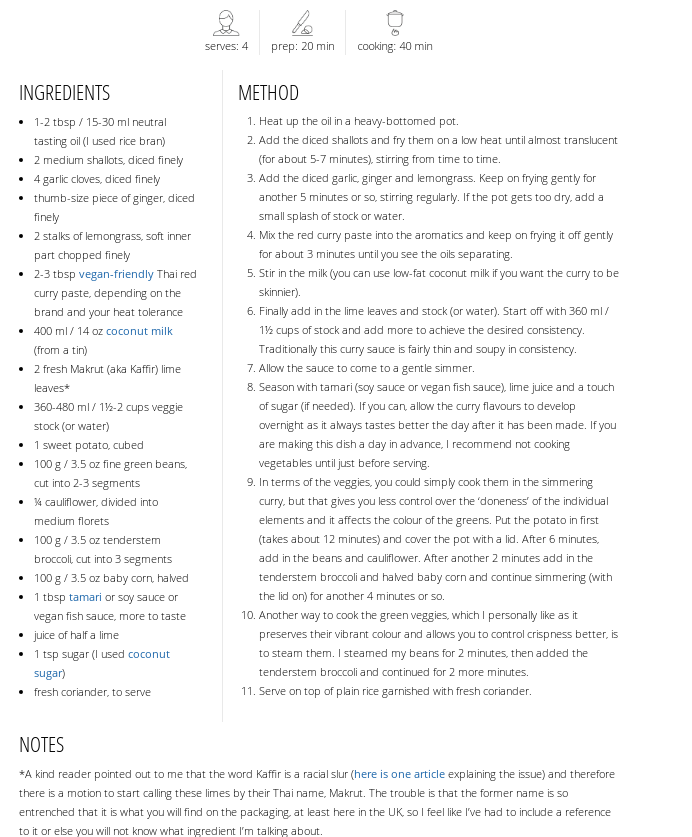 serves: 4
prep: 20 min
cooking: 40 min
INGREDIENTS
1-2 tbsp / 15-30 ml neutral
tasting oil (I used rice bran)
2 medium shallots, diced finely
4 garlic cloves, diced finely
thumb-size piece of ginger, diced
finely
2 stalks of lemongrass, soft inner
part chopped finely
2-3 tbsp vegan-friendly Thai red
curry paste, depending on the
brand and your heat tolerance
400 ml / 14 oz coconut milk
(from a tin)
2 fresh Makrut (aka Kaffir) lime
leaves*
360-480 ml / 1½-2 cups veggie
stock (or water)
1 sweet potato, cubed
100 g / 3.5 oz fine green beans,
cut into 2-3 segments
¼ cauliflower, divided into
medium florets
100 g / 3.5 oz tenderstem
broccoli, cut into 3 segments
100 g / 3.5 oz baby corn, halved
1 tbsp tamari or soy sauce or
vegan fish sauce, more to taste
juice of half a lime
1 tsp sugar (I used coconut
sugar)
fresh coriander, to serve
METHOD
1. Heat up the oil in a heavy-bottomed pot.
2. Add the diced shallots and fry them on a low heat until almost translucent
(for about 5-7 minutes), stirring from time to time.
3. Add the diced garlic, ginger and lemongrass. Keep on frying gently for
another 5 minutes or so, stirring regularly. If the pot gets too dry, add a
small splash of stock or water.
4. Mix the red curry paste into the aromatics and keep on frying it off gently
for about 3 minutes until you see the oils separating.
5. Stir in the milk (you can use low-fat coconut milk if you want the curry to be
skinnier).
6. Finally add in the lime leaves and stock (or water). Start off with 360 ml /
1½ cups of stock and add more to achieve the desired consistency.
Traditionally this curry sauce is fairly thin and soupy in consistency.
7. Allow the sauce to come to a gentle simmer.
8. Season with tamari (soy sauce or vegan fish sauce), lime juice and a touch
of sugar (if needed). If you can, allow the curry flavours to develop
overnight as it always tastes better the day after it has been made. If you
are making this dish a day in advance, I recommend not cooking
vegetables until just before serving.
9. In terms of the veggies, you could simply cook them in the simmering
curry, but that gives you less control over the ‘doneness’ of the individual
elements and it affects the colour of the greens. Put the potato in first
(takes about 12 minutes) and cover the pot with a lid. After 6 minutes,
add in the beans and cauliflower. After another 2 minutes add in the
tenderstem broccoli and halved baby corn and continue simmering (with
the lid on) for another 4 minutes or so.
10. Another way to cook the green veggies, which I personally like as it
preserves their vibrant colour and allows you to control crispness better, is
to steam them. I steamed my beans for 2 minutes, then added the
tenderstem broccoli and continued for 2 more minutes.
11. Serve on top of plain rice garnished with fresh coriander.
NOTES
*A kind reader pointed out to me that the word Kaffir is a racial slur (here is one article explaining the issue) and therefore
there is a motion to start calling these limes by their Thai name, Makrut. The trouble is that the former name is so
entrenched that it is what you will find on the packaging, at least here in the UK, so I feel like I’ve had to include a reference
to it or else you will not know what ingredient I’m talking about.